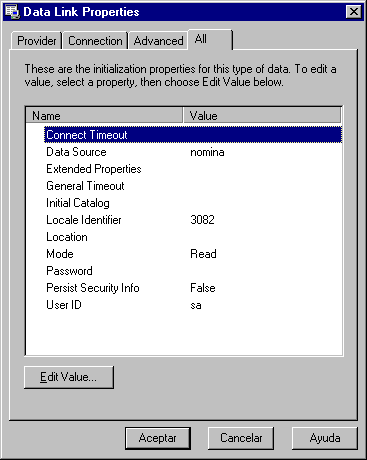 Data Link Properties
Provider Connection Advanced All
These are the initialization properties for this type of data. To edit a
value, select a property, then choose Edit Value below.
Name Value
Connect Timeout
Data Source nomina
Extended Properties
General Timeout
Initial Catalog
Locale Identifier 3082
Location
Mode Read
Password
Persist Security Info False
User ID sa
Edit Value...
Aceptar Cancelar Ayuda